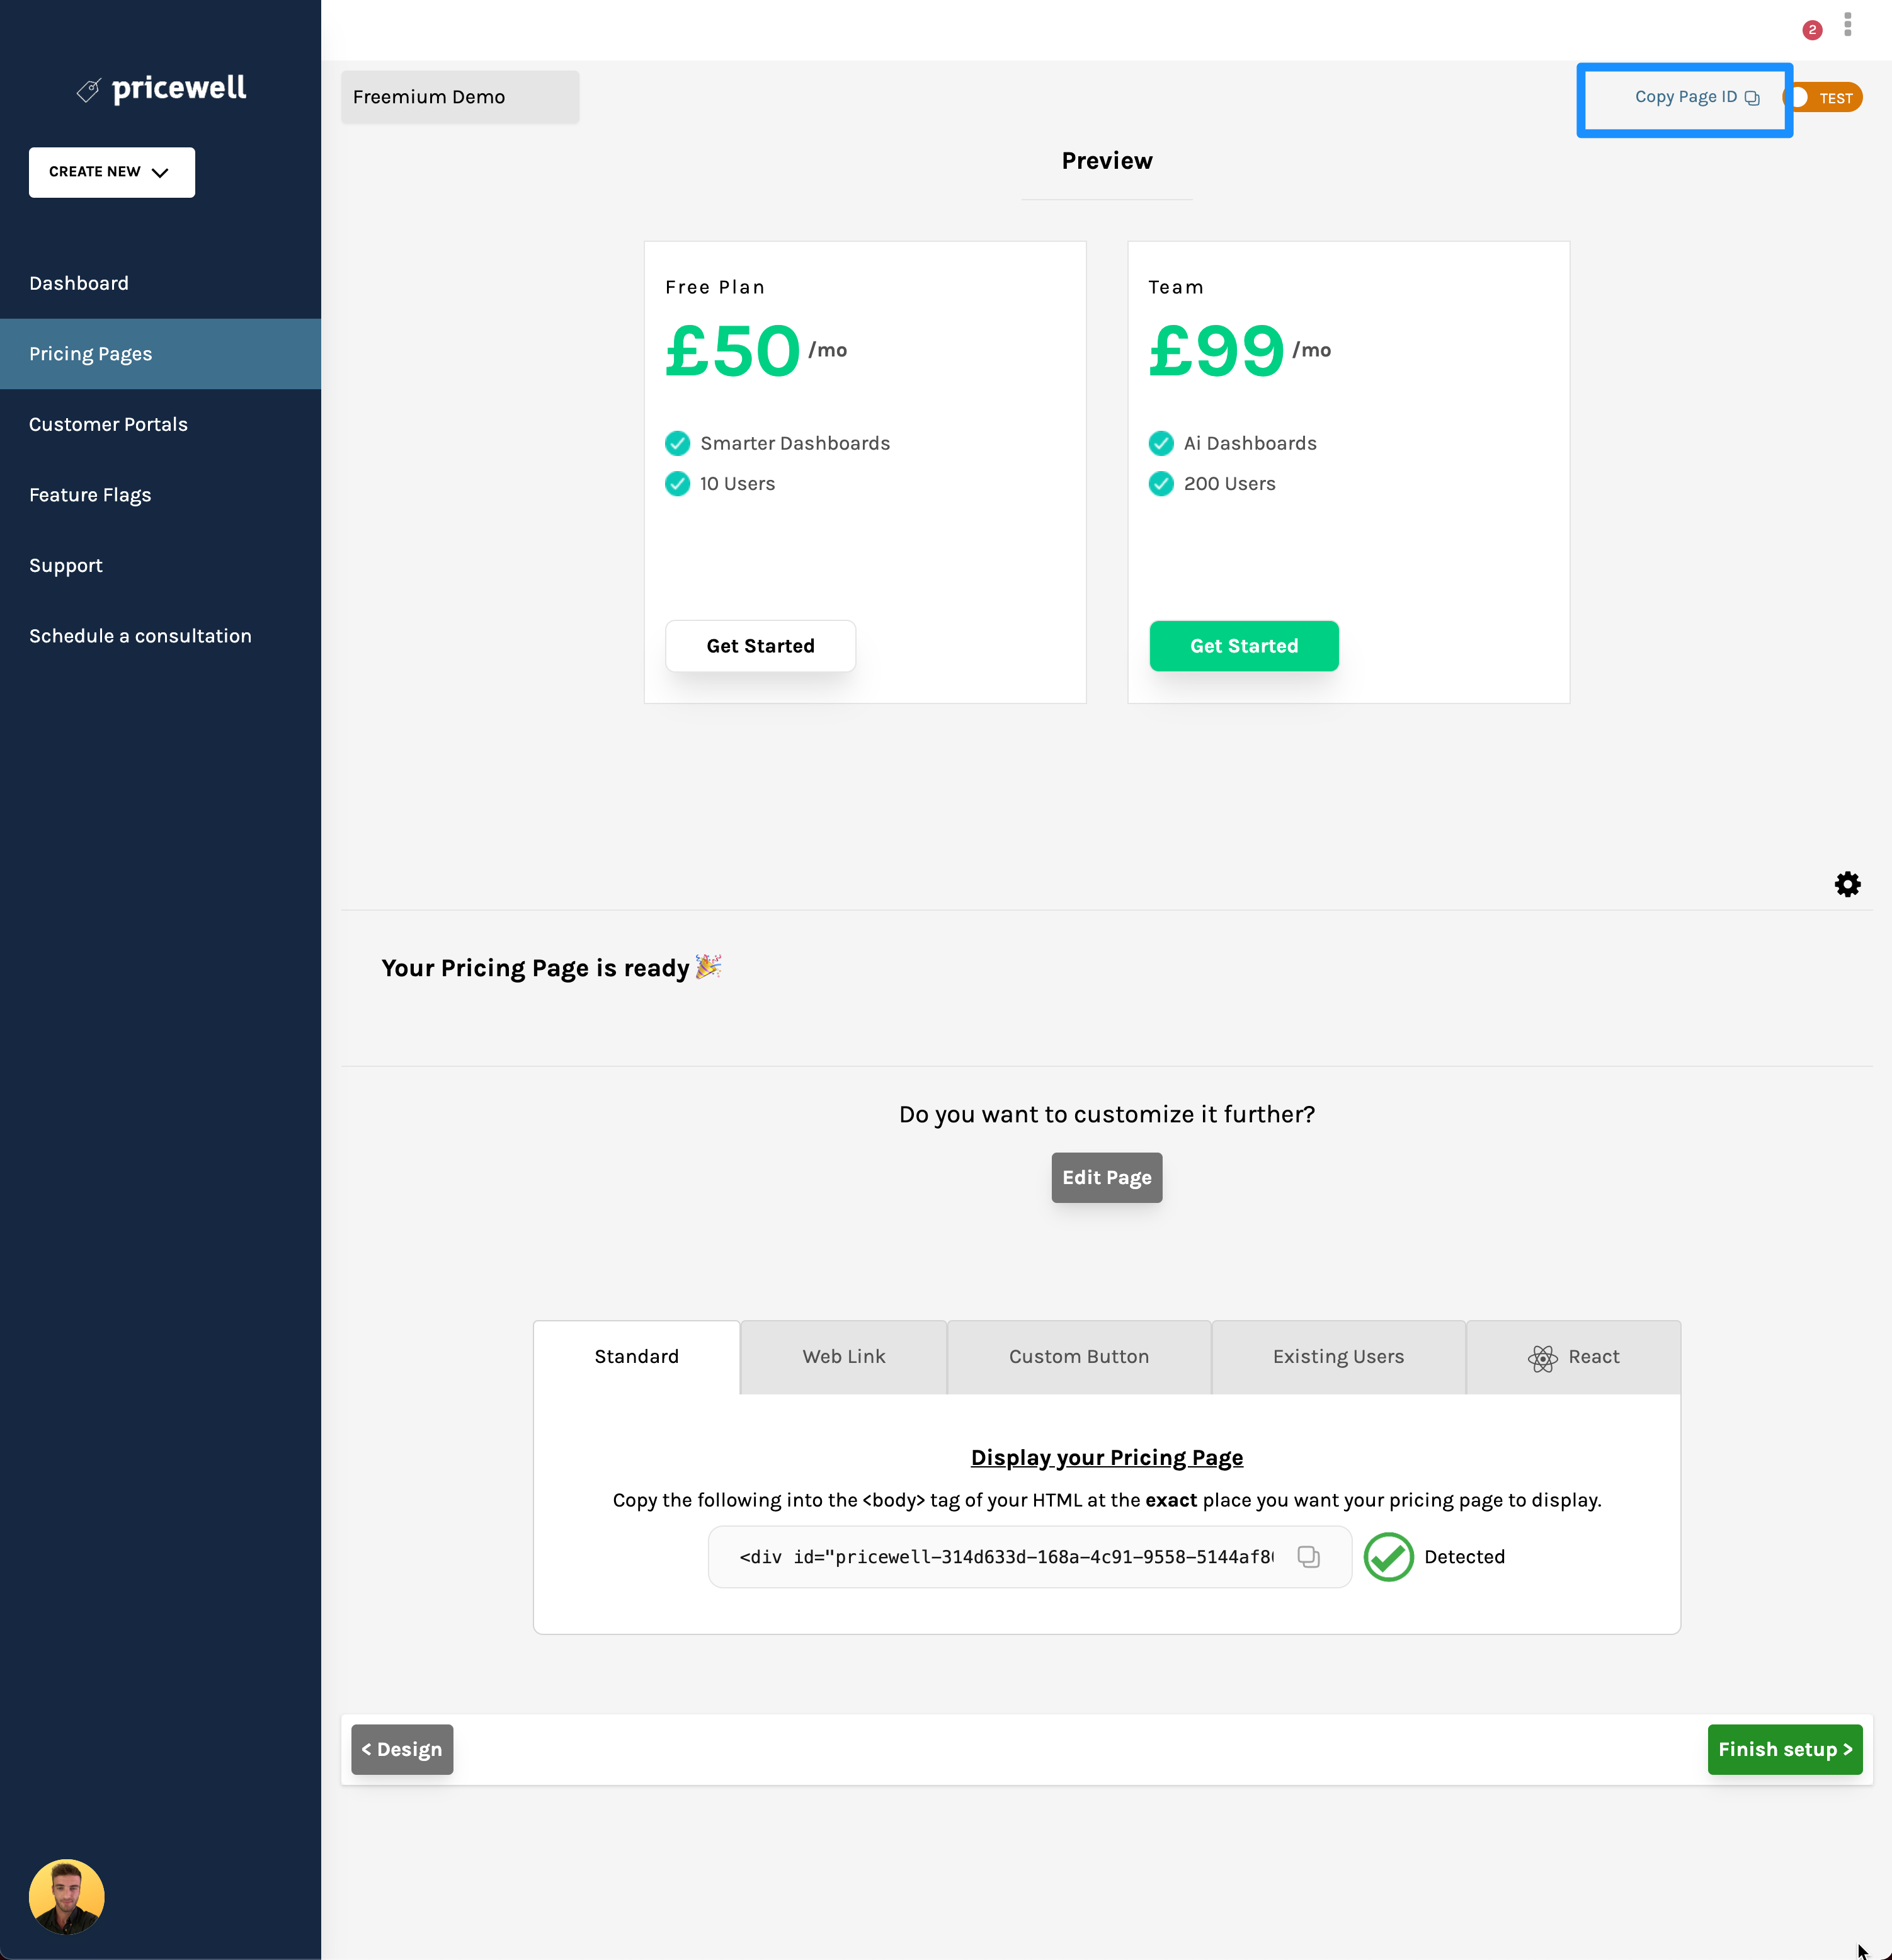 2
pricewell
CREATE NEW
Dashboard
Pricing Pages
Customer Portals
Feature Flags
Support
Schedule a consultation
Freemium Demo
Copy Page ID
TEST
Preview
Free Plan
£50 /mo
Smarter Dashboards
10 Users
Get Started
Team
£99 /mo
Ai Dashboards
200 Users
Get Started
Your Pricing Page is ready 🎉
Do you want to customize it further?
Edit Page
Standard
Web Link
Custom Button
Existing Users
React
Display your Pricing Page
Copy the following into the <body> tag of your HTML at the exact place you want your pricing page to display.
<div id="pricewell-314d633d-168a-4c91-9558-5144af8
Detected
< Design
Finish setup >